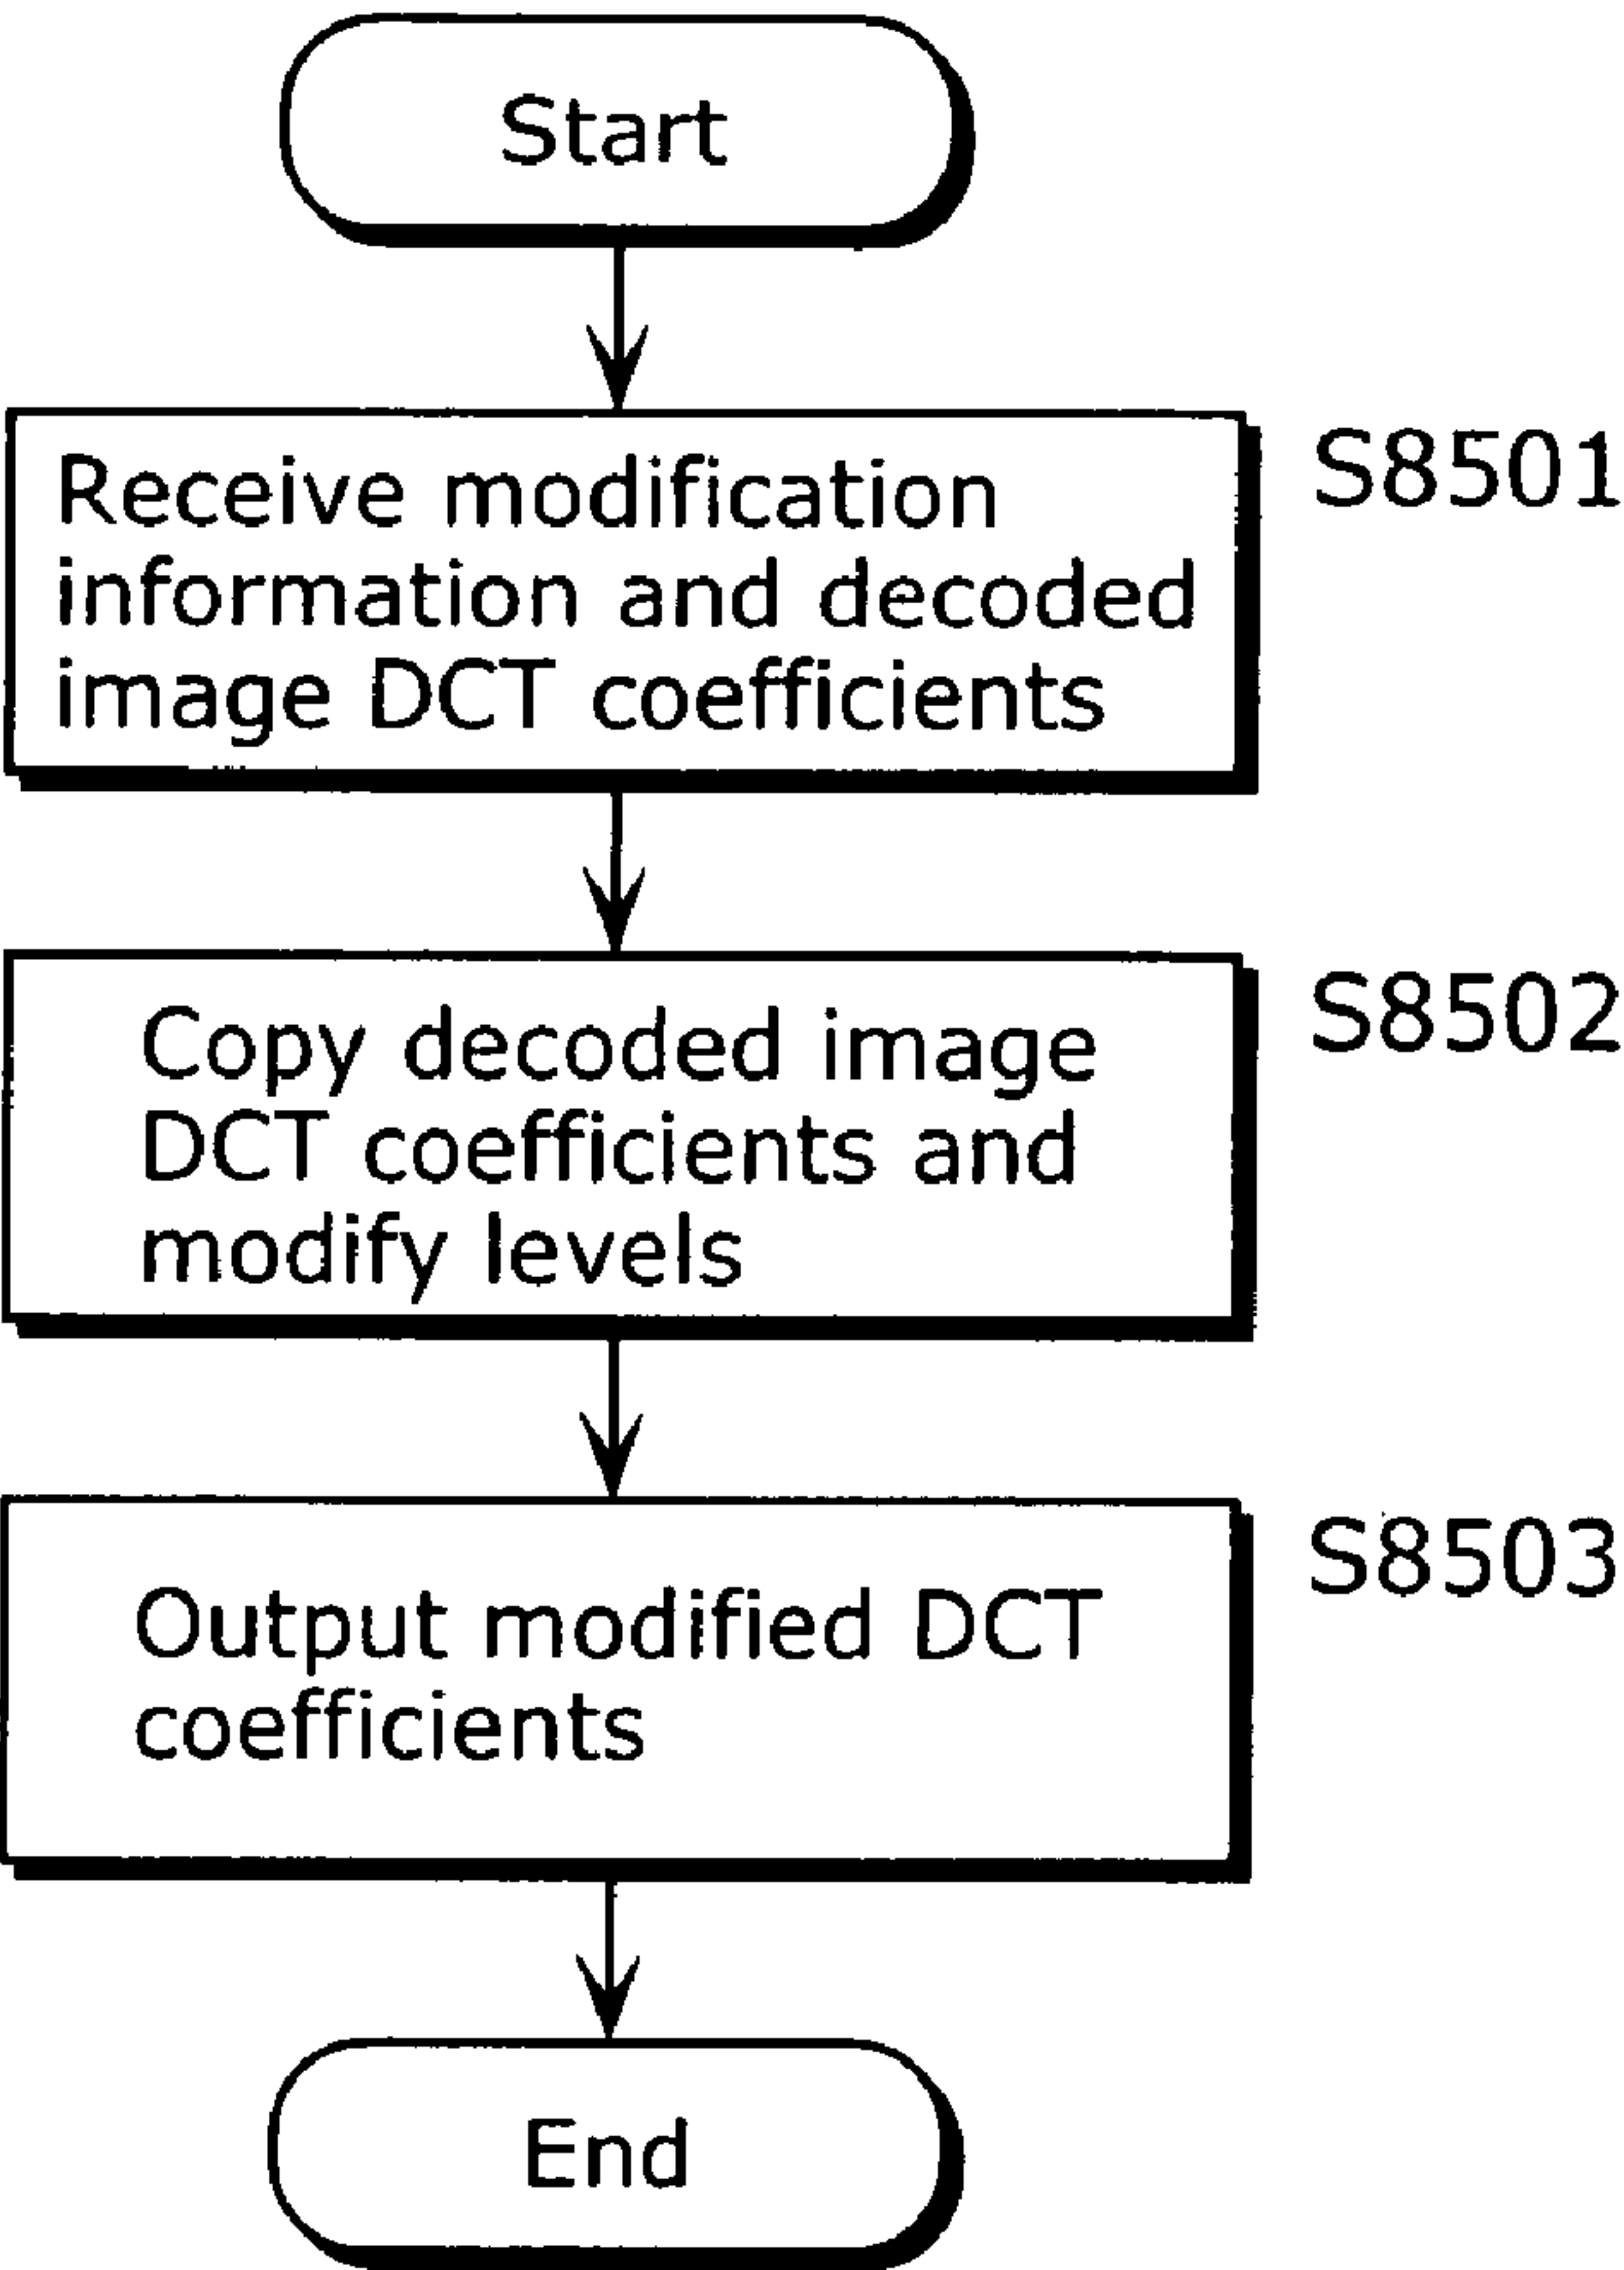 Start
Receive modification
information and decoded
image DCT coefficients
S8501
Copy decoded image
DCT coefficients and
modify levels
S8502
Output modified DCT
coefficients
S8503
End